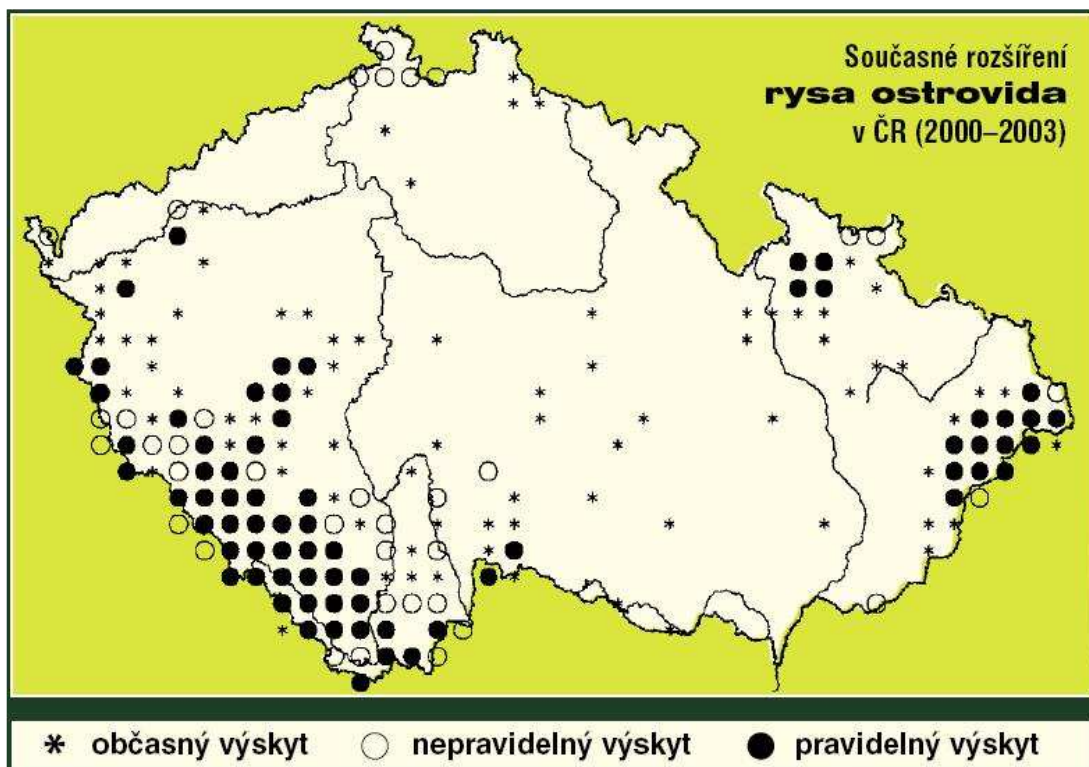 Současné rozšíření
rysa ostrovida
v ČR (2000–2003)
občasný výskyt
nepravidelný výskyt
pravidelný výskyt